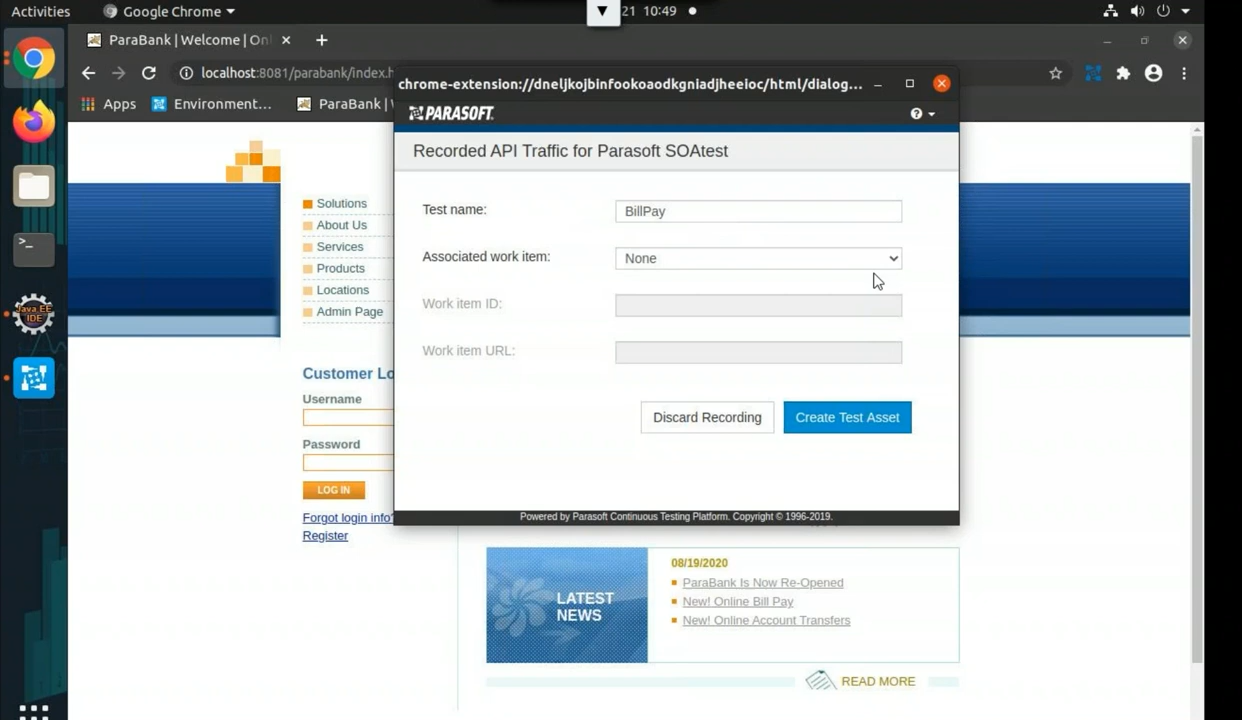 Activities
Google Chrome
21 10:49
ParaBank | Welcome | On
localhost:8081/parabank/index.h
Apps
Environment...
ParaBank |
chrome-extension://dneljkojbinfookoaodkgniadjheeioc/html/dialog...
PARASOFT.
Recorded API Traffic for Parasoft SOAtest
Test name:
BillPay
Associated work item:
None
Work item ID:
Work item URL:
Discard Recording
Create Test Asset
Powered by Parasoft Continuous Testing Platform. Copyright © 1996-2019.
Java EE
IDE
Solutions
About Us
Services
Products
Locations
Admin Page
Customer Lo
Username
Password
LOG IN
Forgot login info?
Register
LATEST
NEWS
08/19/2020
ParaBank Is Now Re-Opened
New! Online Bill Pay
New! Online Account Transfers
READ MORE